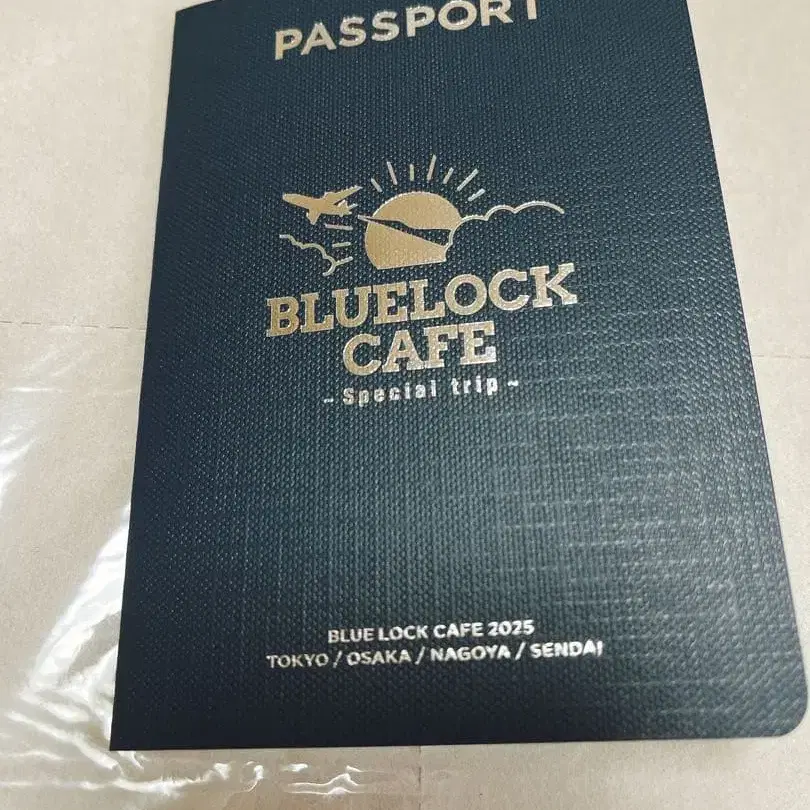 PASSPORT
BLUELOCK
CAFE
~Special trip~
BLUE LOCK CAFE 2025
TOKYO / OSAKA / NAGOYA / SENDAI